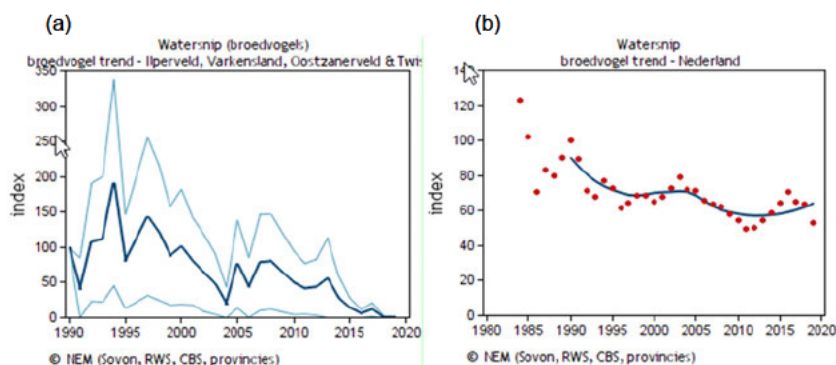 (a)
Watersnip (broedvogels)
broedvogel trend - Ilperveld, Varkensland, Oostzanerveld & Twis
350
300
250
200
150
100
50
0
index
1990 1995 2000 2005 2010 2015 2020
© NEM (Sovon, RWS, CBS, provincies)
(b)
Watersnip
broedvogel trend - Nederland
140
120
100
80
60
40
20
0
index
1980 1985 1990 1995 2000 2005 2010 2015 2020
© NEM (Sovon, RWS, CBS, provincies)